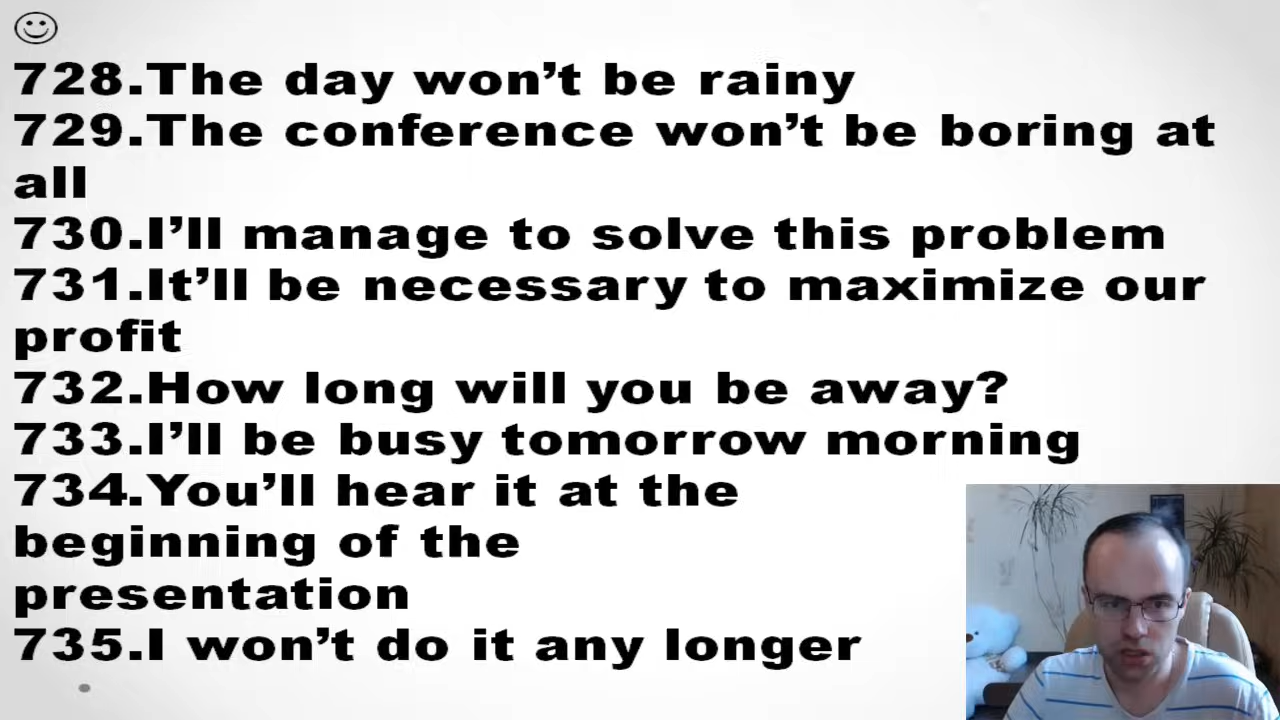 728.The day won’t be rainy
729.The conference won’t be boring at
all
730.I’ll manage to solve this problem
731.It’ll be necessary to maximize our
profit
732.How long will you be away?
733.I’ll be busy tomorrow morning
734.You’ll hear it at the
beginning of the
presentation
735.I won’t do it any longer